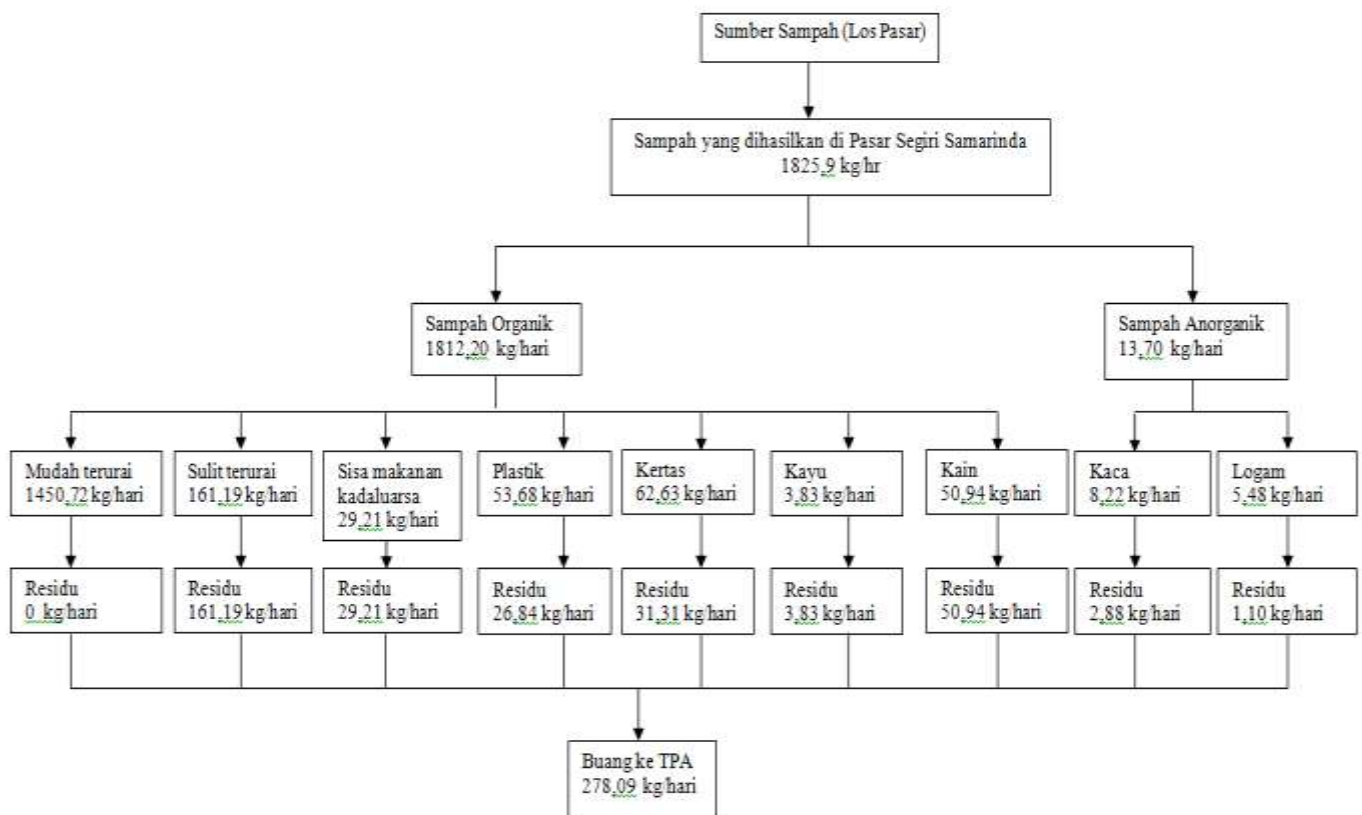 Sumber Sampah (Los Pasar)
Sampah yang dihasilkan di Pasar Segiri Samarinda
1825,9 kg/hr
Sampah Organik
1812,20 kg/hari
Sampah Anorganik
13,70 kg/hari
Mudah terurai
1450,72 kg/hari
Sulit terurai
161,19 kg/hari
Sisa makanan
kadaluarsa
29,21 kg/hari
Plastik
53,68 kg/hari
Kertas
62,63 kg/hari
Kayu
3,83 kg/hari
Kain
50,94 kg/hari
Kaca
8,22 kg/hari
Logam
5,48 kg/hari
Residu
0 kg/hari
Residu
161,19 kg/hari
Residu
29,21 kg/hari
Residu
26,84 kg/hari
Residu
31,31 kg/hari
Residu
3,83 kg/hari
Residu
50,94 kg/hari
Residu
2,88 kg/hari
Residu
1,10 kg/hari
Buang ke TPA
278,09 kg/hari